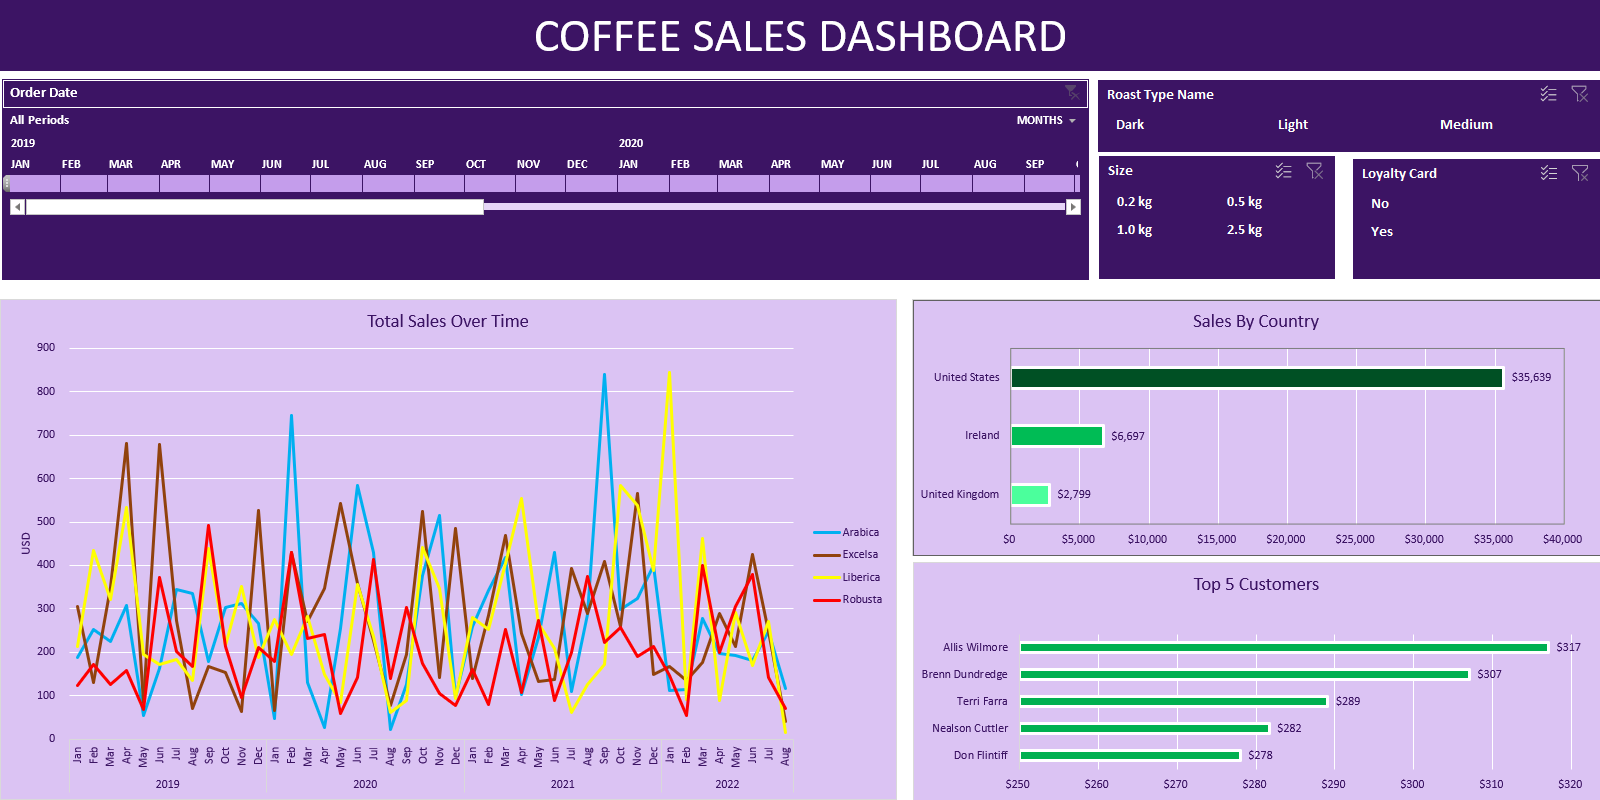 COFFEE SALES DASHBOARD
Order Date
All Periods
MONTHS
2019 2020
JAN FEB MAR APR MAY JUN JUL AUG SEP OCT NOV DEC JAN FEB MAR APR MAY JUN JUL AUG SEP
Roast Type Name
Dark Light Medium
Size
0.2 kg 0.5 kg
1.0 kg 2.5 kg
Loyalty Card
No
Yes
Total Sales Over Time
900
800
700
600
500
400
300
200
100
0
USD
Jan Feb Mar Apr May Jun Jul Aug Sep Oct Nov Dec Jan Feb Mar Apr May Jun Jul Aug Sep Oct Nov Dec Jan Feb Mar Apr May Jun Jul Aug Sep Oct Nov Dec Jan Feb Mar Apr May Jun Jul Aug
2019 2020 2021 2022
Arabica
Excelsa
Liberica
Robusta
Sales By Country
United States $35,639
Ireland $6,697
United Kingdom $2,799
$0 $5,000 $10,000 $15,000 $20,000 $25,000 $30,000 $35,000 $40,000
Top 5 Customers
Allis Wilmore $317
Brenn Dundredge $307
Terri Farra $289
Nealson Cuttler $282
Don Flintiff $278
$250 $260 $270 $280 $290 $300 $310 $320